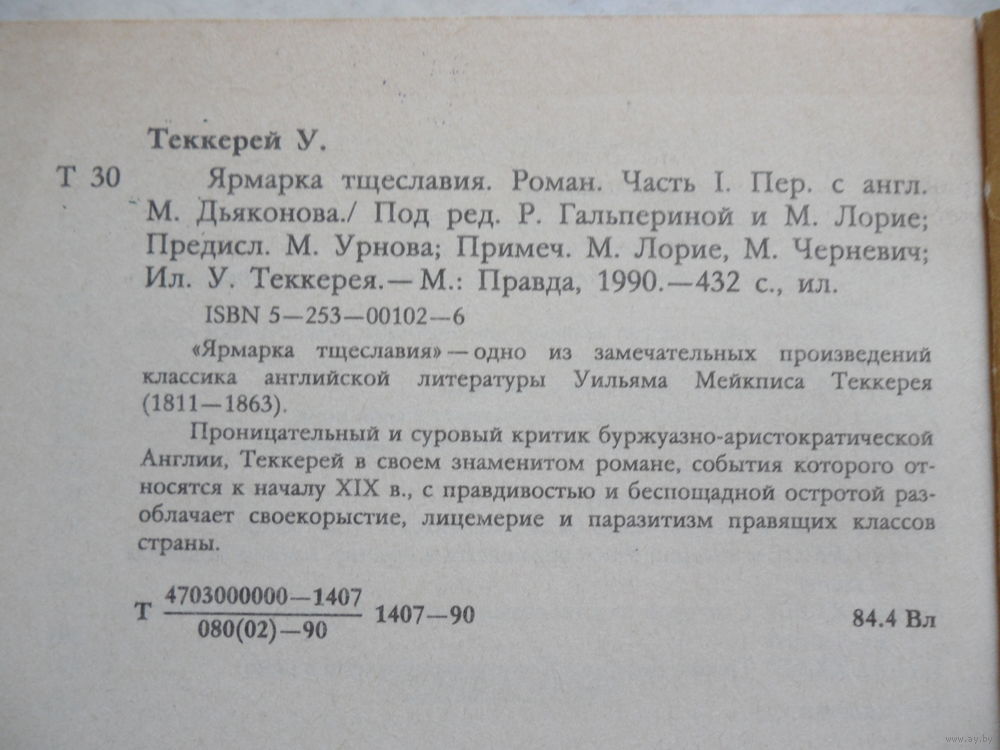 Теккерей У.
Т 30
Ярмарка тщеславия. Роман. Часть I. Пер. с англ.
М. Дьяконова./ Под ред. Р. Гальпериной и М. Лорие;
Предисл. М. Урнова; Примеч. М. Лорие, М. Черневич;
Ил. У. Теккерея.— М.: Правда, 1990.—432 с., ил.
ISBN 5—253—00102—6
«Ярмарка тщеславия» — одно из замечательных произведений
классика английской литературы Уильяма Мейкписа Теккерея
(1811—1863).
Проницательный и суровый критик буржуазно-аристократической
Англии, Теккерей в своем знаменитом романе, события которого от-
носятся к началу XIX в., с правдивостью и беспощадной остротой раз-
облачает своекорыстие, лицемерие и паразитизм правящих классов
страны.
4703000000—1407
Т 1407—90
080(02)—90
84.4 Вл
www.ay.by